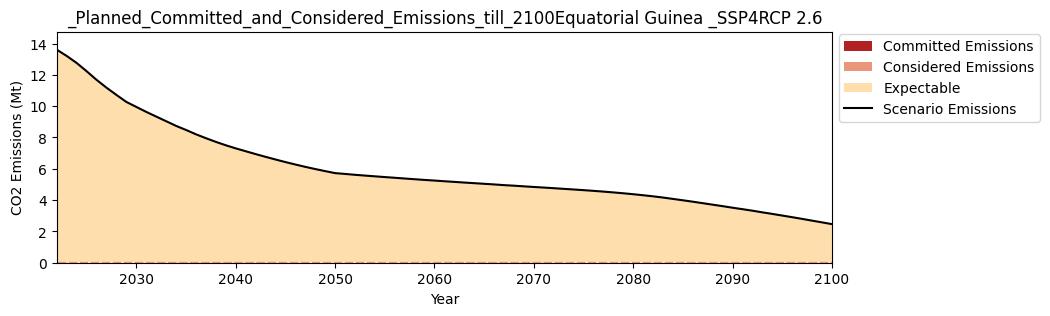 _Planned_Committed_and_Considered_Emissions_till_2100Equatorial Guinea _SSP4RCP 2.6
14
12
10
8
6
4
2
0
CO2 Emissions (Mt)
2030 2040 2050 2060 2070 2080 2090 2100
Year
Committed Emissions
Considered Emissions
Expectable
Scenario Emissions